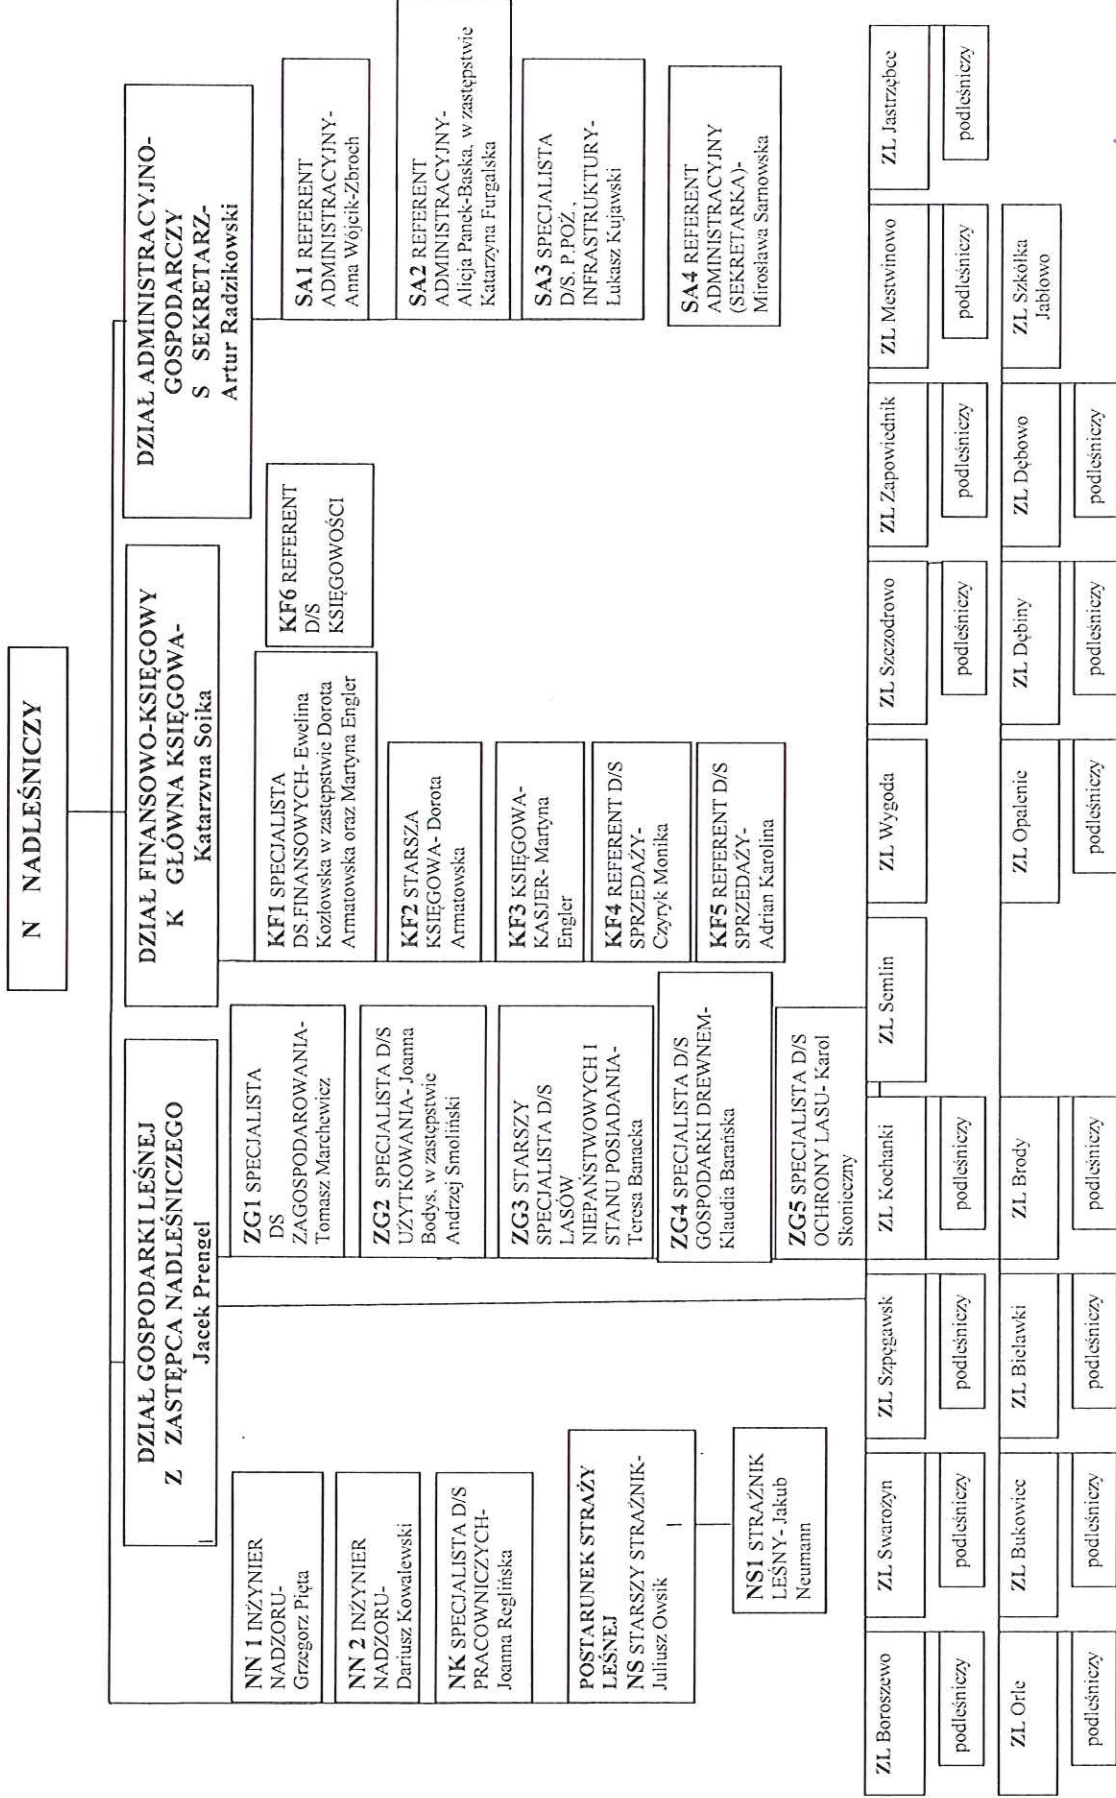 N NADLEŚNICZY
DZIAŁ GOSPODARKI LEŚNEJ
Z ZASTĘPCA NADLEŚNICZEGO
Jacek Prengel
DZIAŁ FINANSOWO-KSIĘGOWY
K GŁÓWNA KSIĘGOWA-
Katarzyna Soika
DZIAŁ ADMINISTRACYJNO-
GOSPODARCZY
S SEKRETARZ-
Artur Radzikowski
NN 1 INŻYNIER
NADZORU-
Grzegorz Pięta
NN 2 INŻYNIER
NADZORU-
Dariusz Kowalewski
NK SPECJALISTA D/S
PRACOWNICZYCH-
Joanna Reglińska
POSTARUNEK STRAŻY
LEŚNEJ
NS STARSZY STRAŻNIK-
Juliusz Owsik
NS1 STRAŻNIK
LEŚNY- Jakub
Neumann
ZG1 SPECJALISTA
DS
ZAGOSPODAROWANIA-
Tomasz Marchewicz
ZG2 SPECJALISTA D/S
UŻYTKOWANIA- Joanna
Bodys, w zastępstwie
Andrzej Smoliński
ZG3 STARSZY
SPECJALISTA D/S
LASÓW
NIEPAŃSTWOWYCH I
STANU POSIADANIA-
Teresa Banacka
ZG4 SPECJALISTA D/S
GOSPODARKI DREWNEM-
Klaudia Barańska
ZG5 SPECJALISTA D/S
OCHRONY LASU- Karol
Skonieczny
KF1 SPECJALISTA
DS.FINANSOWYCH- Ewelina
Kozłowska w zastępstwie Dorota
Armatowska oraz Martyna Engler
KF2 STARSZA
KSIĘGOWA- Dorota
Armatowska
KF3 KSIĘGOWA-
KASJER- Martyna
Engler
KF4 REFERENT D/S
SPRZEDAŻY-
Czyryk Monika
KF5 REFERENT D/S
SPRZEDAŻY-
Adrian Karolina
KF6 REFERENT
D/S
KSIĘGOWOŚCI
SA1 REFERENT
ADMINISTRACYJNY-
Anna Wójcik-Zbroch
SA2 REFERENT
ADMINISTRACYJNY-
Alicja Panek-Baska, w zastępstwie
Katarzyna Furgalska
SA3 SPECJALISTA
D/S. P.POŻ ,
INFRASTRUKTURY-
Lukasz Kujawski
SA4 REFERENT
ADMINISTRACYJNY
(SEKRETARKA)-
Mirosława Sarnowska
ZL Boroszewo
podleśniczy
ZL Swarożyn
podleśniczy
ZL Szpęgawsk
podleśniczy
ZL Kochanki
podleśniczy
ZL Semlin
ZL Wygoda
ZL Szczodrowo
podleśniczy
ZL Zapowiednik
podleśniczy
ZL Mestwinowo
podleśniczy
ZL Jastrzębce
podleśniczy
ZL Orle
podleśniczy
ZL Bukowiec
podleśniczy
ZL Bielawki
podleśniczy
ZL Brody
podleśniczy
ZL Opalenie
podleśniczy
ZL Dębiny
podleśniczy
ZL Dębowo
podleśniczy
ZL Szkółka
Jabłowo